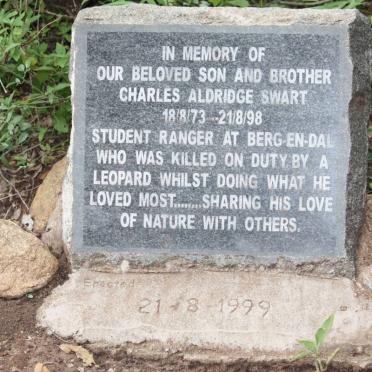 IN MEMORY OF
OUR BELOVED SON AND BROTHER
CHARLES ALDRIDGE SWART
18/8/73 -21/8/98
STUDENT RANGER AT BERG-EN-DAL
WHO WAS KILLED ON DUTY BY A
LEOPARD WHILST DOING WHAT HE
LOVED MOST.......SHARING HIS LOVE
OF NATURE WITH OTHERS.
Erected
21-8 1999